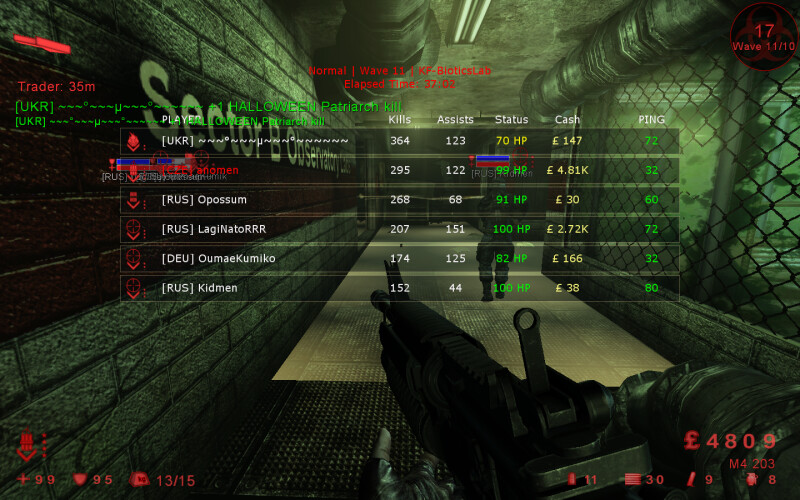 17
Wave 11/10
Normal | Wave 11 | KF-BioticsLab
Elapsed Time: 37:03
Trader: 35m
[UKR] ~~~°~~~µ~~~°~~~~~~ +1 HALLOWEEN Patriarch kill
[UKR] ~~~°~~~µ~~~°~~~~~~ +1 HALLOWEEN Patriarch kill
PLAYER Kills Assists Status Cash PING
[UKR] ~~~°~~~µ~~~°~~~~~~ 364 123 70 HP £ 147 72
295 122 99 HP £ 4.81K 32
[RUS] Opossum 268 68 91 HP £ 30 60
[RUS] LagiNatoRRR 207 151 100 HP £ 2.72K 72
[DEU] OumaeKumiko 174 125 82 HP £ 166 32
[RUS] Kidmen 152 44 100 HP £ 38 80
Observatory
£ 4809
M4 203
99 95 13/15 11 30 9 8